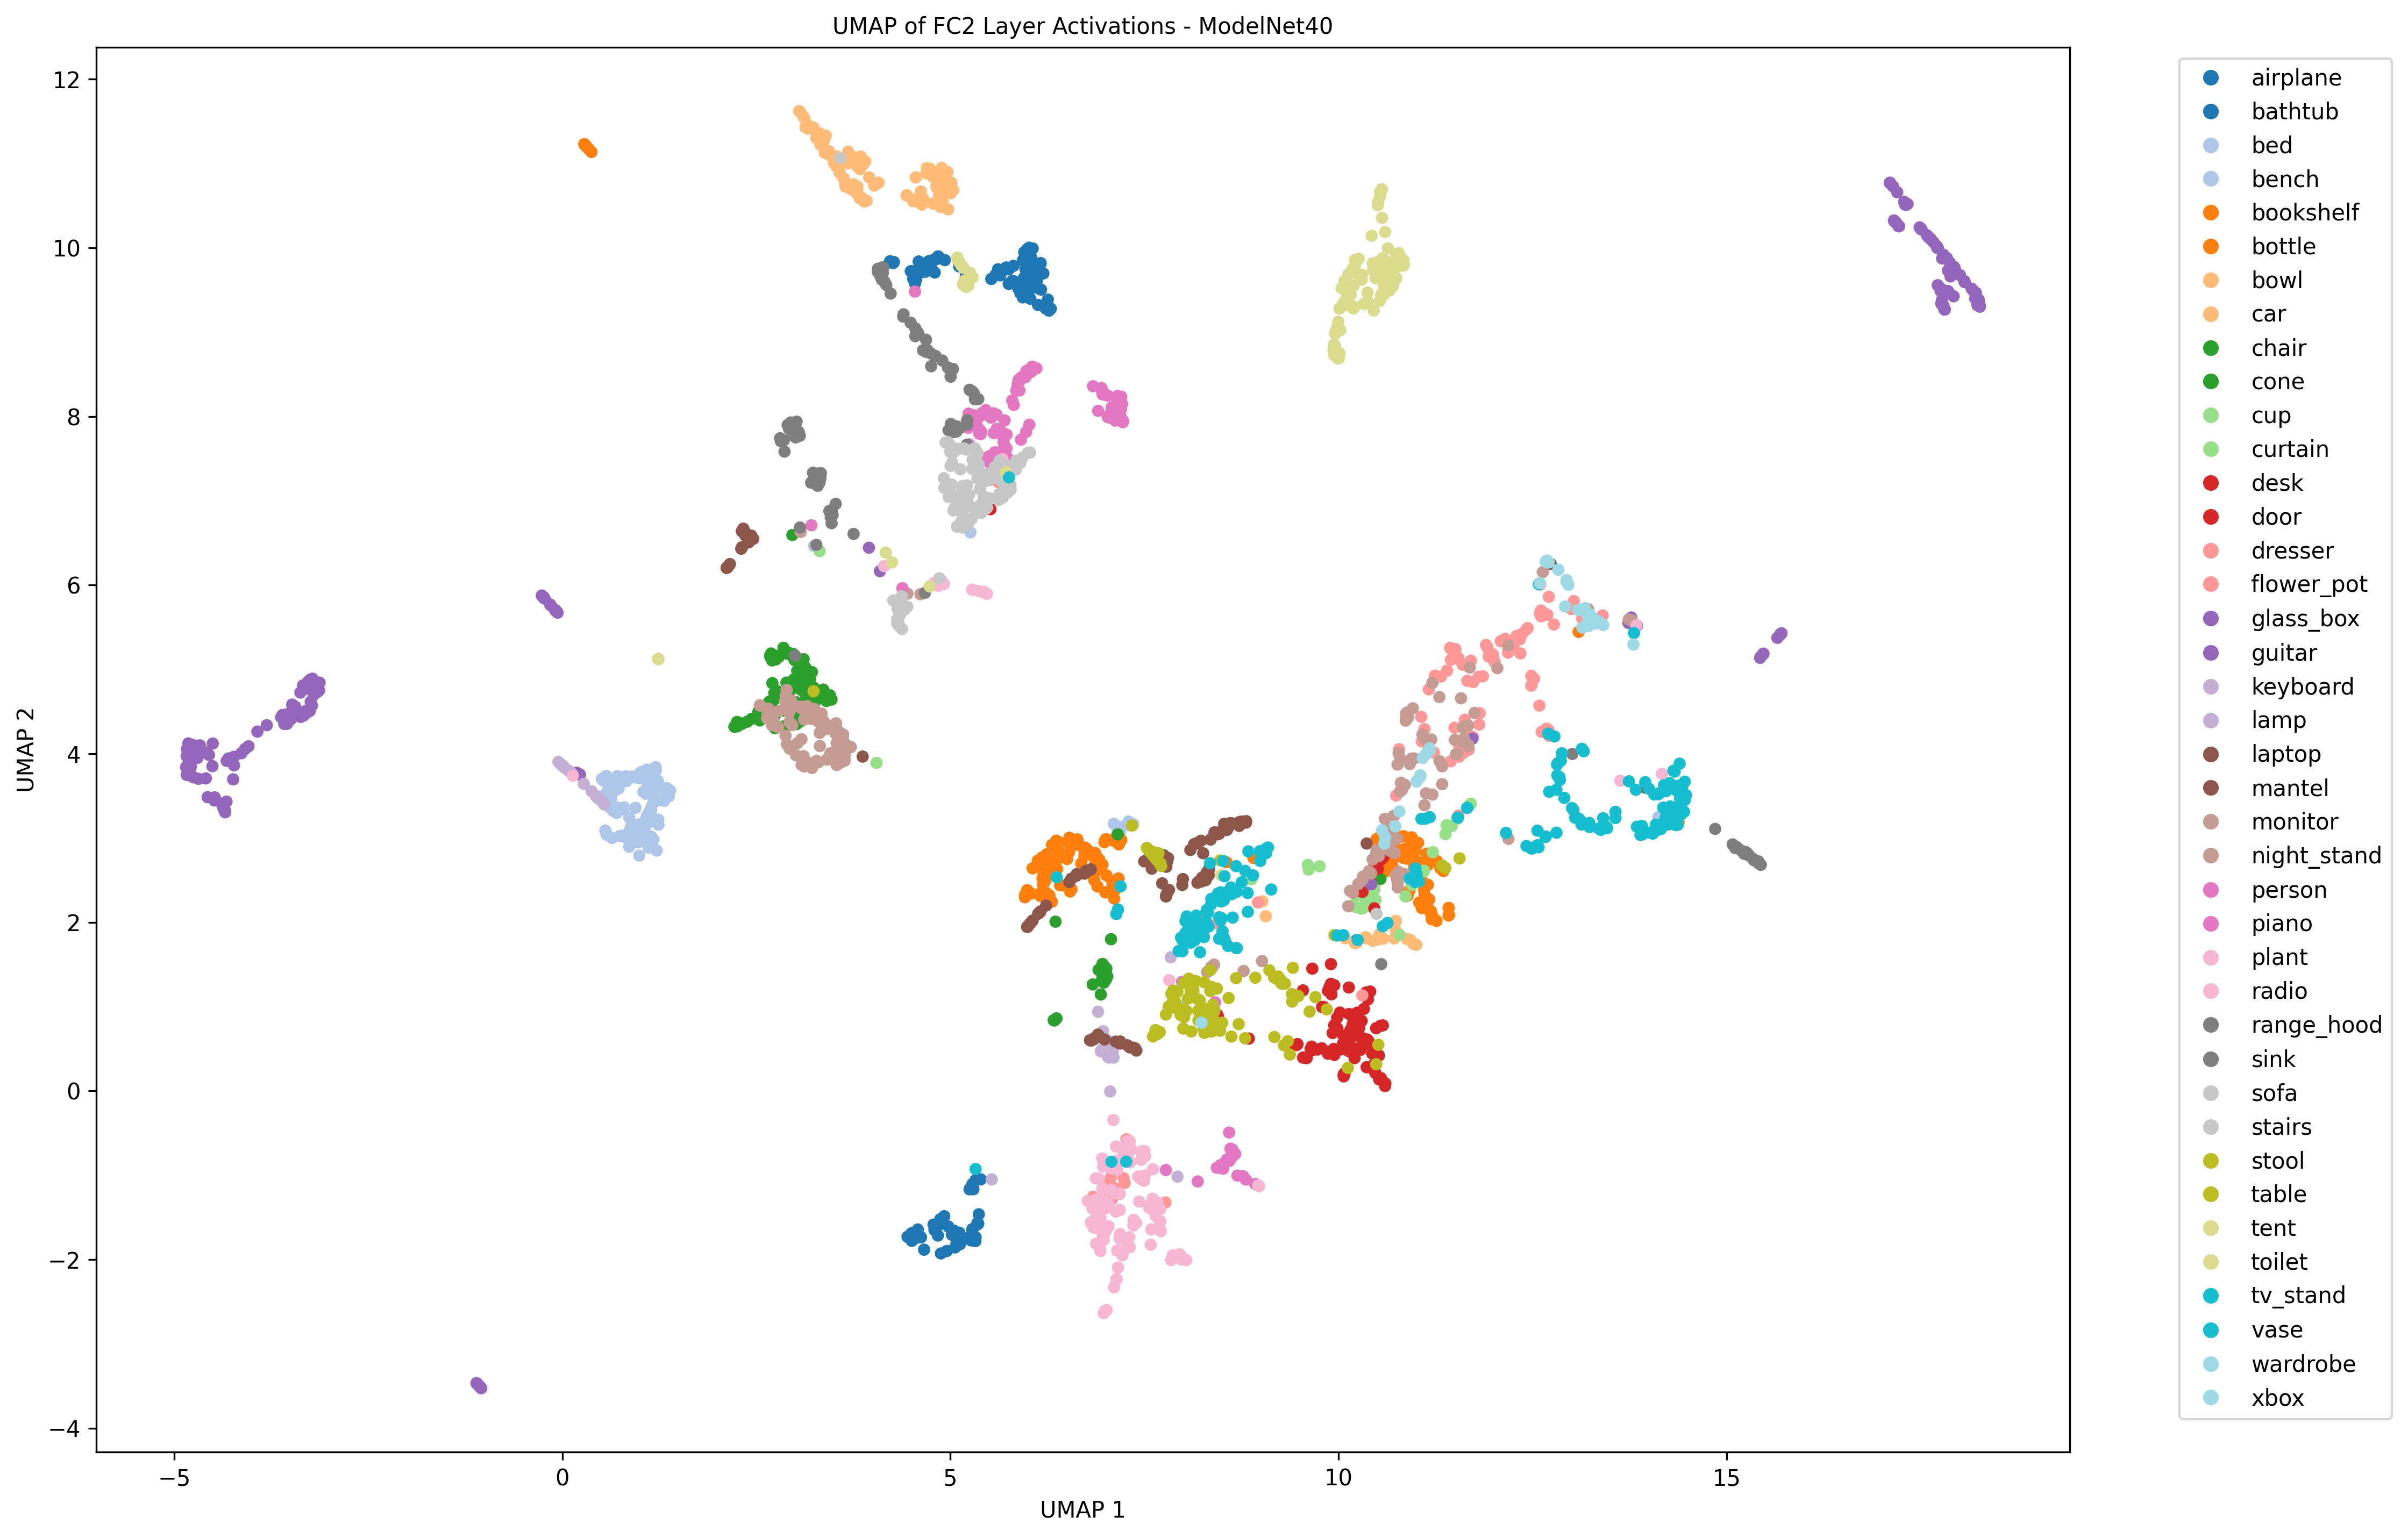 UMAP of FC2 Layer Activations - ModelNet40
12
10
8
6
4
2
0
−2
−4
UMAP 2
−5
0
5
10
15
UMAP 1
airplane
bathtub
bed
bench
bookshelf
bottle
bowl
car
chair
cone
cup
curtain
desk
door
dresser
flower_pot
glass_box
guitar
keyboard
lamp
laptop
mantel
monitor
night_stand
person
piano
plant
radio
range_hood
sink
sofa
stairs
stool
table
tent
toilet
tv_stand
vase
wardrobe
xbox